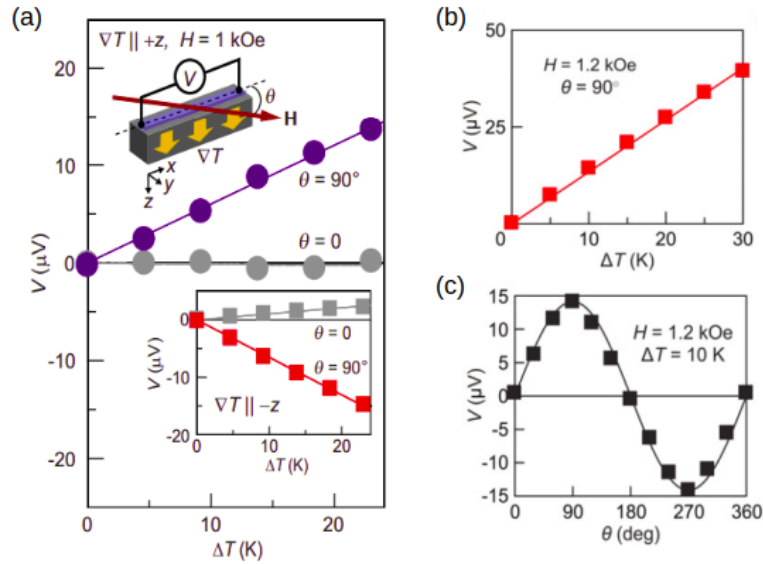 (a)
∇T || +z, H = 1 kOe
V
θ
H
∇T
x
y
z
θ = 90°
θ = 0
V (μV)
20
10
0
-10
-20
0
10
20
ΔT (K)
0
-10
-20
V (μV)
θ = 0
θ = 90°
∇T || −z
0
10
20
ΔT (K)
(b)
50
25
V (μV)
H = 1.2 kOe
θ = 90°
0
10
20
30
ΔT (K)
(c)
15
10
5
0
-5
-10
-15
V (μV)
H = 1.2 kOe
ΔT = 10 K
0
90
180
270
360
θ (deg)